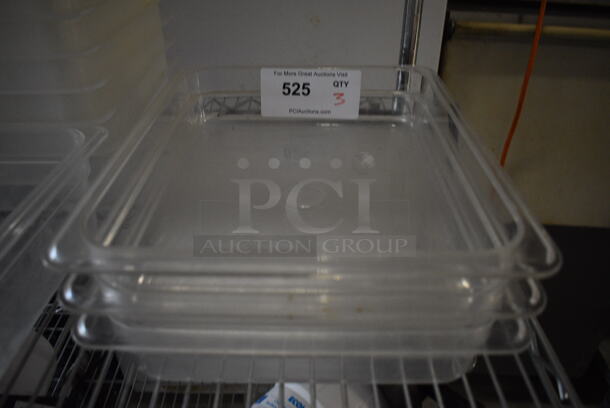 For More Great Auctions Visit
525
QTY
3
PCIAuctions.com
PCI
AUCTION GROUP